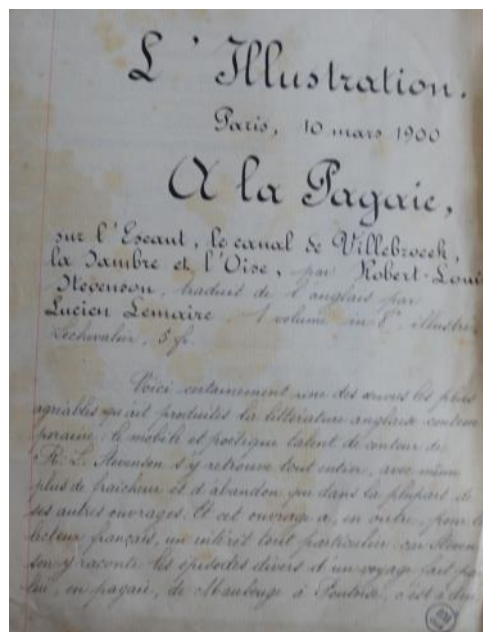 L'Illustration.
Paris, 10 mars 1900
A la Pagaie,
sur l'Escaut, le canal de Villebroeck,
la Sambre et l'Oise, par Robert-Louis
Stevenson, traduit de l'anglais par
Lucien Lemaire. 1 volume in 8°, illustré
Lechevalier, 5 fr.
Voici certainement une des œuvres les plus
agréables qu'ait produites la littérature anglaise contem
poraine ; le mobile et poétique talent de conteur de
R. L. Stevenson s'y retrouve tout entier, avec même
plus de fraîcheur et d'abandon que dans la plupart de
ses autres ouvrages. Et cet ouvrage a, en outre, pour le
lecteur français, un intérêt tout particulier car Steven
son y raconte les épisodes divers d'un voyage fait par
lui, en pagaie, de Maubeuge à Pontoise, c'est à dire